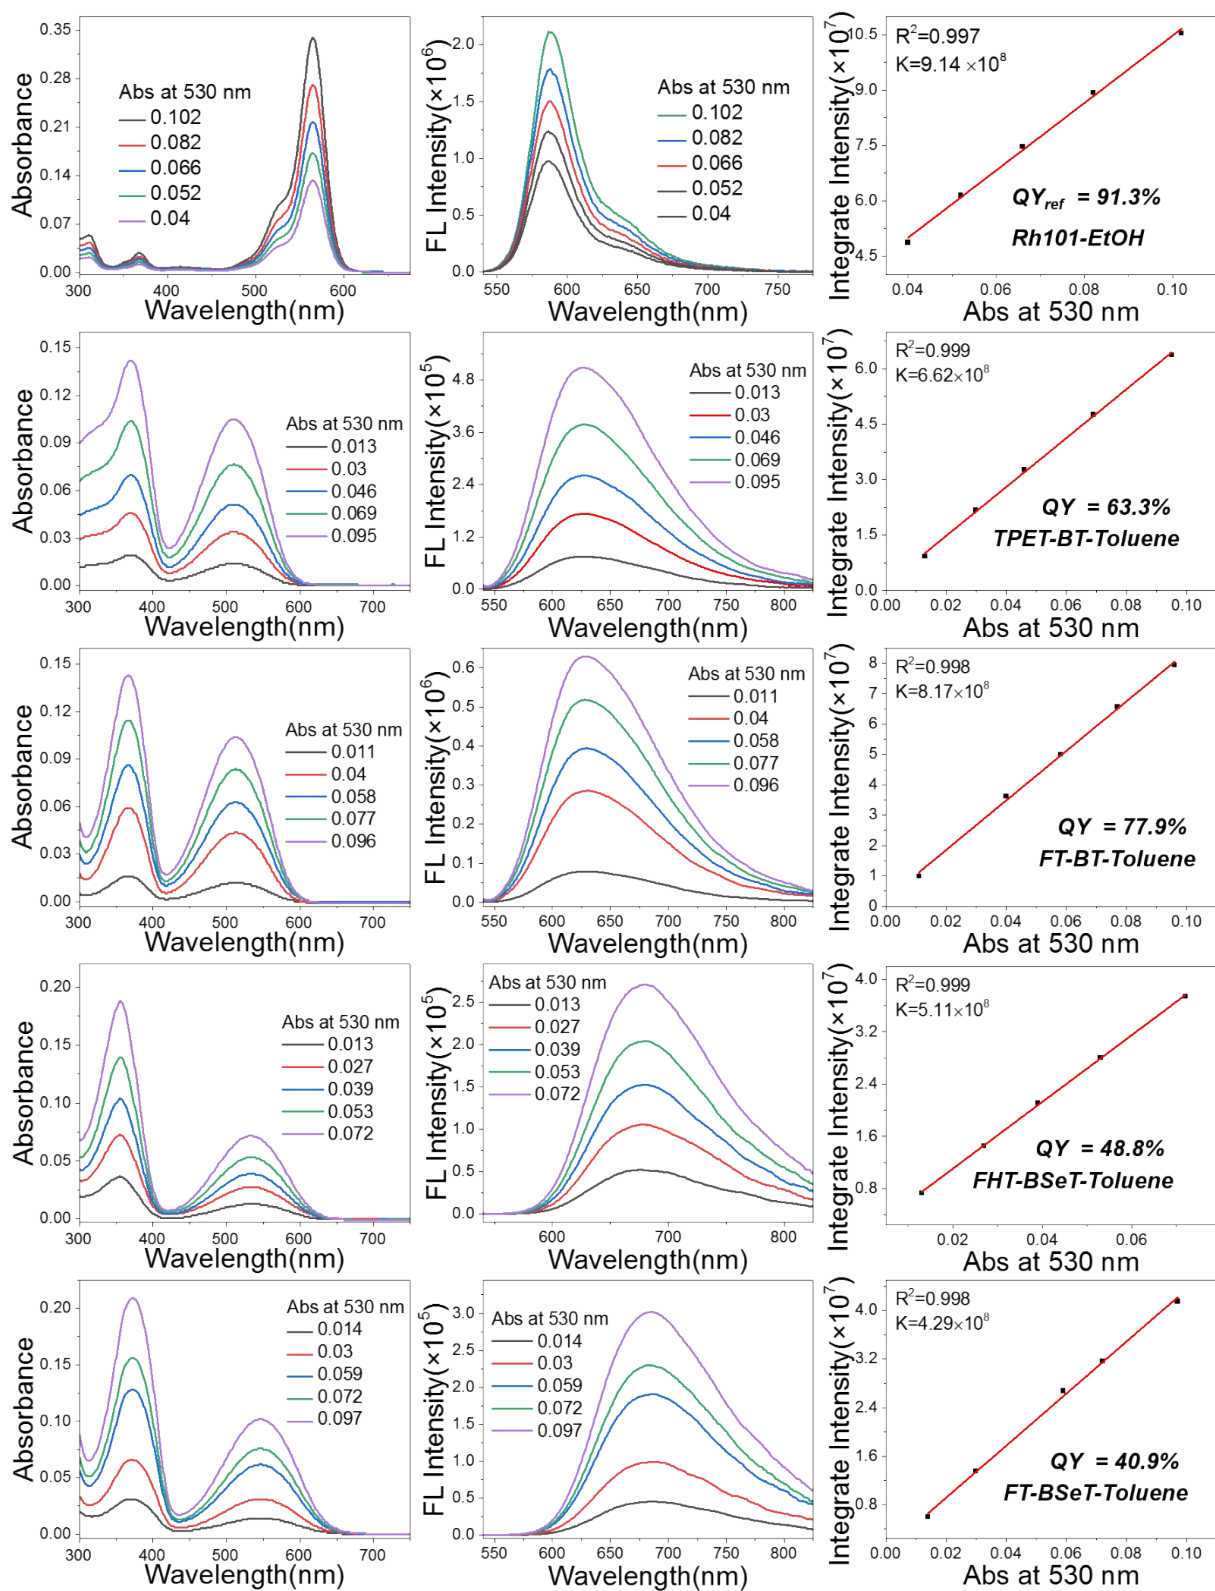 Absorbance
0.35
0.28
0.21
0.14
0.07
0.00
Abs at 530 nm
0.102
0.082
0.066
0.052
0.04
300 400 500 600
Wavelength(nm)
FL Intensity(×10⁶)
2.0
1.5
1.0
0.5
0.0
Abs at 530 nm
0.102
0.082
0.066
0.052
0.04
550 600 650 700 750
Wavelength(nm)
Integrate Intensity(×10⁷)
10.5
9.0
7.5
6.0
4.5
R²=0.997
K=9.14 ×10⁸
QYref = 91.3%
Rh101-EtOH
0.04 0.06 0.08 0.10
Abs at 530 nm
Absorbance
0.15
0.12
0.09
0.06
0.03
0.00
Abs at 530 nm
0.013
0.03
0.046
0.069
0.095
300 400 500 600 700
Wavelength(nm)
FL Intensity(×10⁵)
4.8
3.6
2.4
1.2
0.0
Abs at 530 nm
0.013
0.03
0.046
0.069
0.095
550 600 650 700 750 800
Wavelength(nm)
Integrate Intensity(×10⁷)
6.0
4.5
3.0
1.5
0.0
R²=0.999
K=6.62×10⁸
QY = 63.3%
TPET-BT-Toluene
0.00 0.02 0.04 0.06 0.08 0.10
Abs at 530 nm
Absorbance
0.15
0.12
0.09
0.06
0.03
0.00
Abs at 530 nm
0.011
0.04
0.058
0.077
0.096
300 400 500 600 700
Wavelength(nm)
FL Intensity(×10⁶)
0.6
0.5
0.4
0.3
0.2
0.1
0.0
Abs at 530 nm
0.011
0.04
0.058
0.077
0.096
550 600 650 700 750 800
Wavelength(nm)
Integrate Intensity(×10⁷)
8
7
6
5
4
3
2
1
0
R²=0.998
K=8.17×10⁸
QY = 77.9%
FT-BT-Toluene
0.00 0.02 0.04 0.06 0.08 0.10
Abs at 530 nm
Absorbance
0.20
0.15
0.10
0.05
0.00
Abs at 530 nm
0.013
0.027
0.039
0.053
0.072
300 400 500 600 700
Wavelength(nm)
FL Intensity(×10⁵)
2.5
2.0
1.5
1.0
0.5
0.0
Abs at 530 nm
0.013
0.027
0.039
0.053
0.072
600 650 700 750 800
Wavelength(nm)
Integrate Intensity(×10⁷)
4.0
3.2
2.4
1.6
0.8
R²=0.999
K=5.11×10⁸
QY = 48.8%
FHT-BSeT-Toluene
0.02 0.04 0.06
Abs at 530 nm
Absorbance
0.20
0.15
0.10
0.05
0.00
Abs at 530 nm
0.014
0.03
0.059
0.072
0.097
300 400 500 600 700
Wavelength(nm)
FL Intensity(×10⁵)
3.0
2.5
2.0
1.5
1.0
0.5
0.0
Abs at 530 nm
0.014
0.03
0.059
0.072
0.097
550 600 650 700 750 800
Wavelength(nm)
Integrate Intensity(×10⁷)
4.0
3.2
2.4
1.6
0.8
R²=0.998
K=4.29×10⁸
QY = 40.9%
FT-BSeT-Toluene
0.00 0.02 0.04 0.06 0.08 0.10
Abs at 530 nm